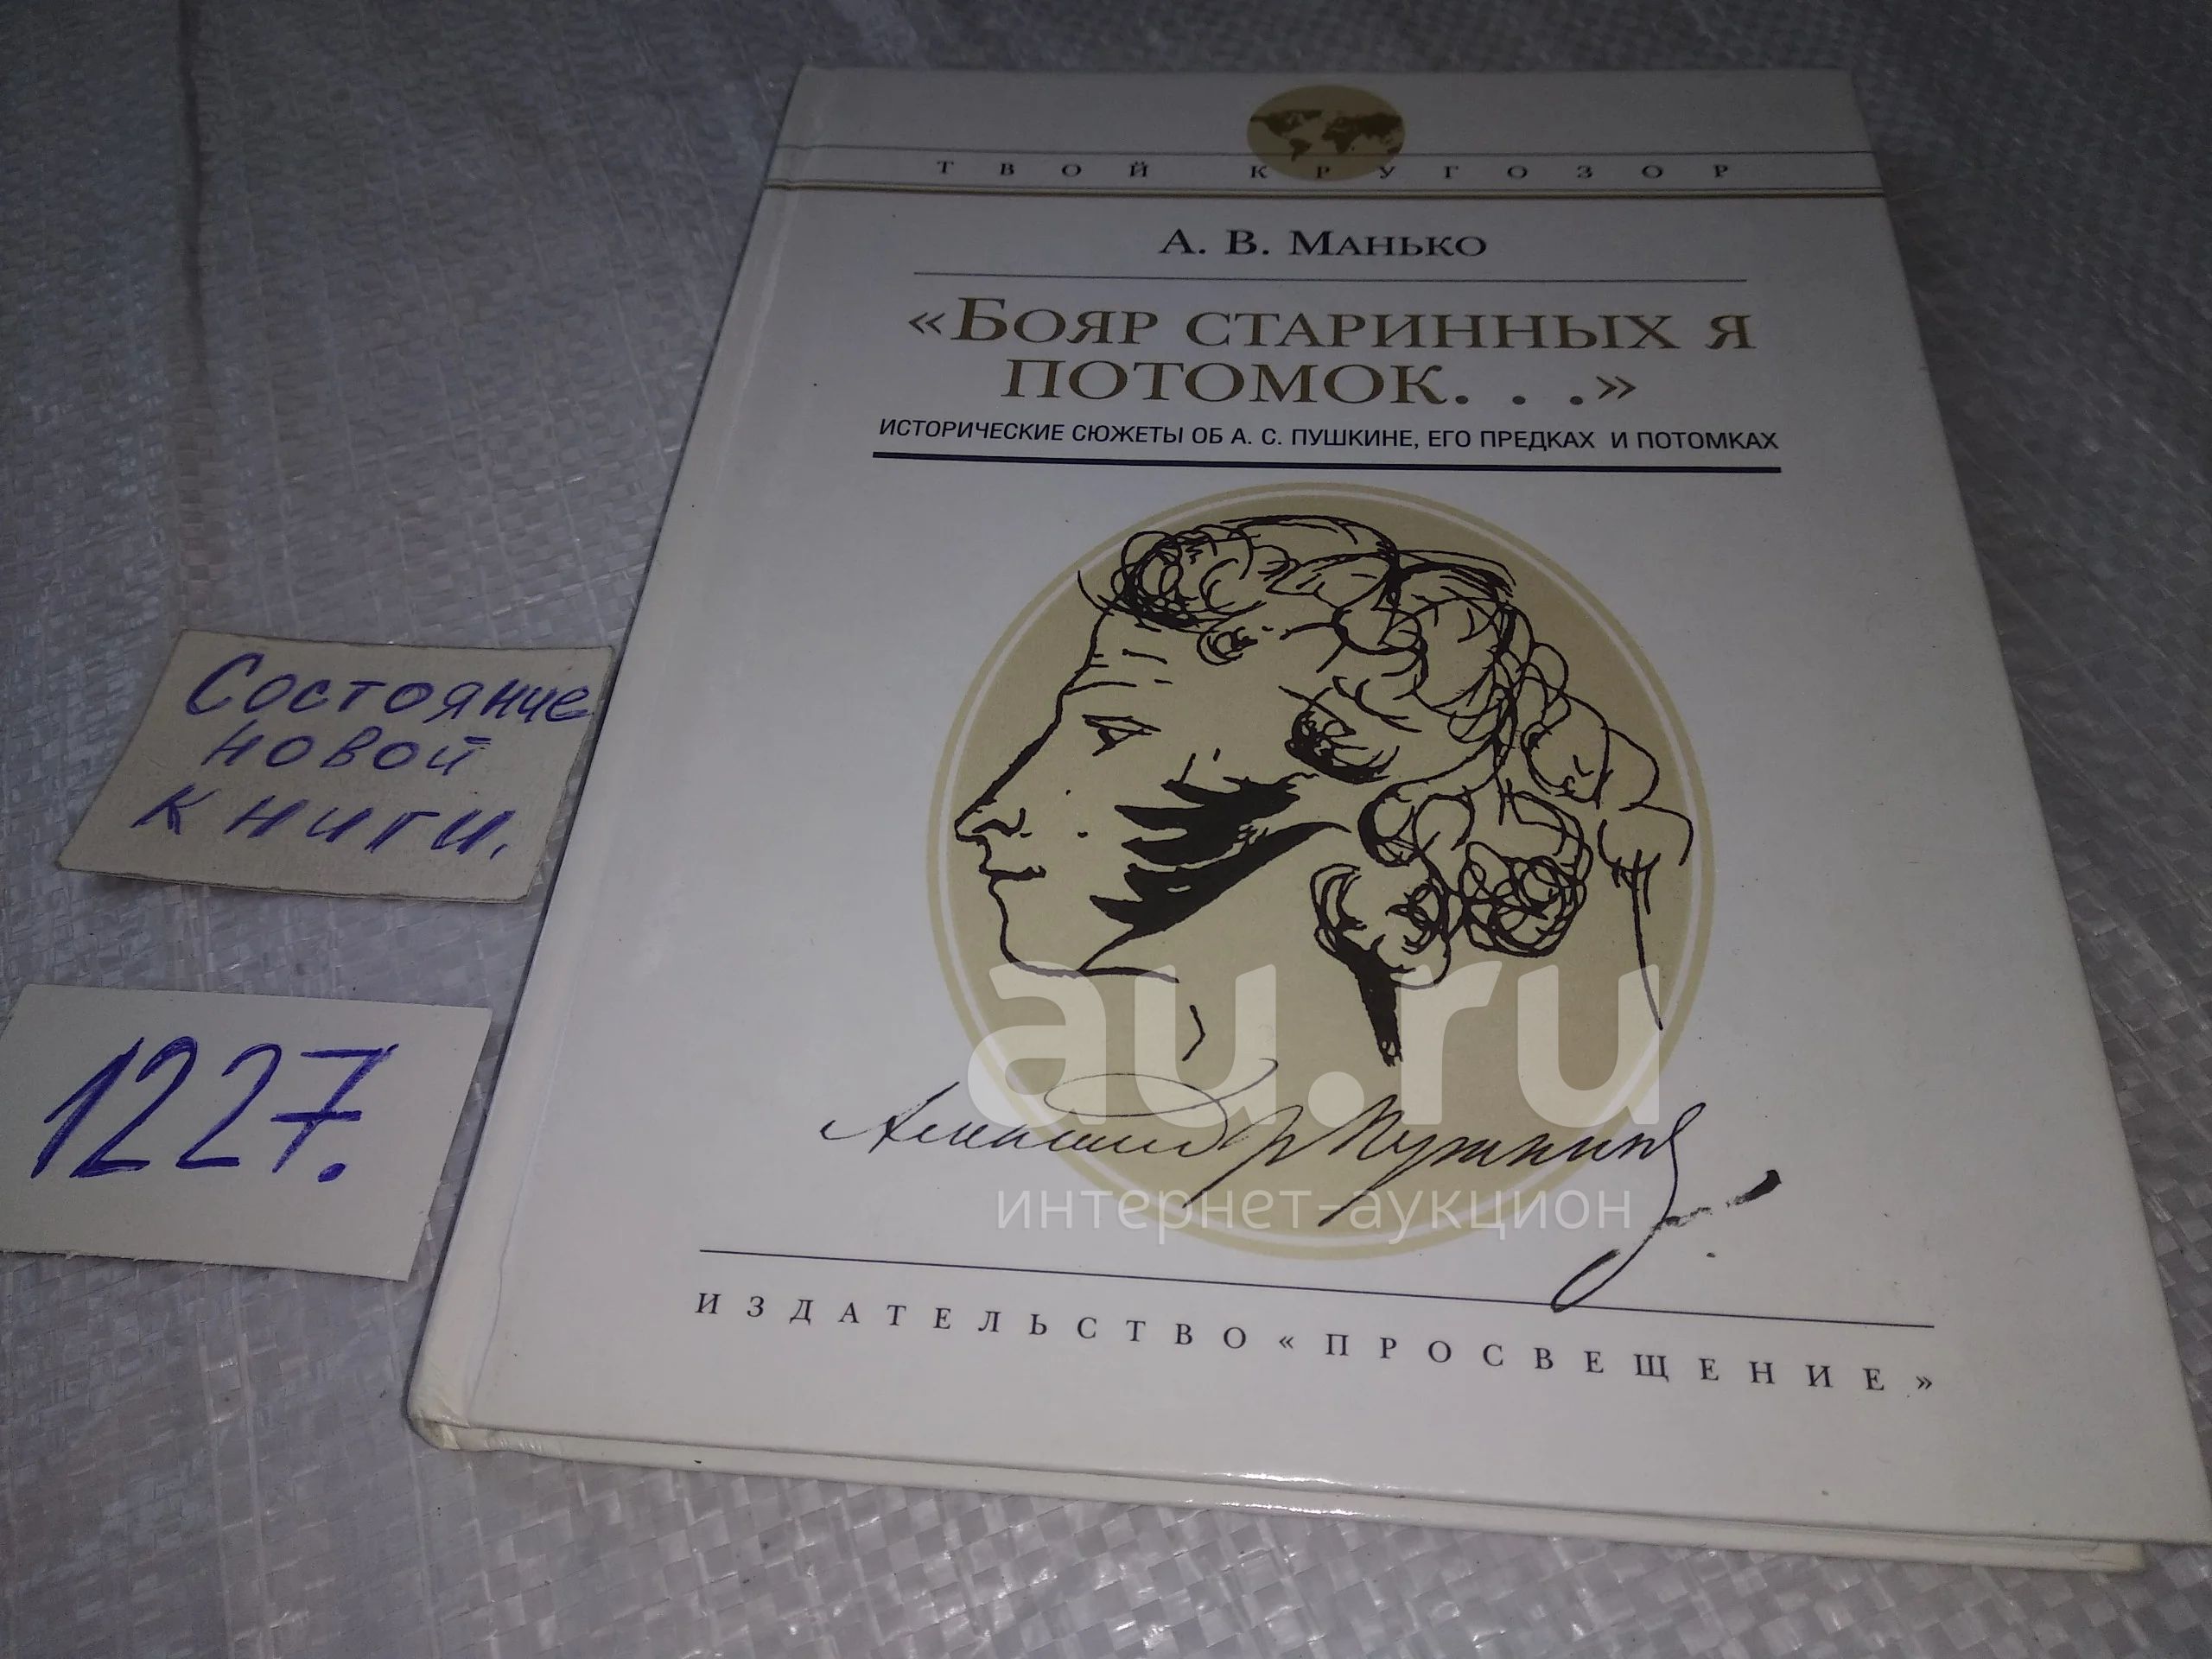 ТВОЙ КРУГОЗОР
А. В. МАНЬКО
«БОЯР СТАРИННЫХ Я
ПОТОМОК. . .»
ИСТОРИЧЕСКИЕ СЮЖЕТЫ ОБ А. С. ПУШКИНЕ, ЕГО ПРЕДКАХ И ПОТОМКАХ
Состояние
новой
книги.
1227.
au.ru
Александр Пушкинъ
интернет-аукцион
ИЗДАТЕЛЬСТВО «ПРОСВЕЩЕНИЕ»